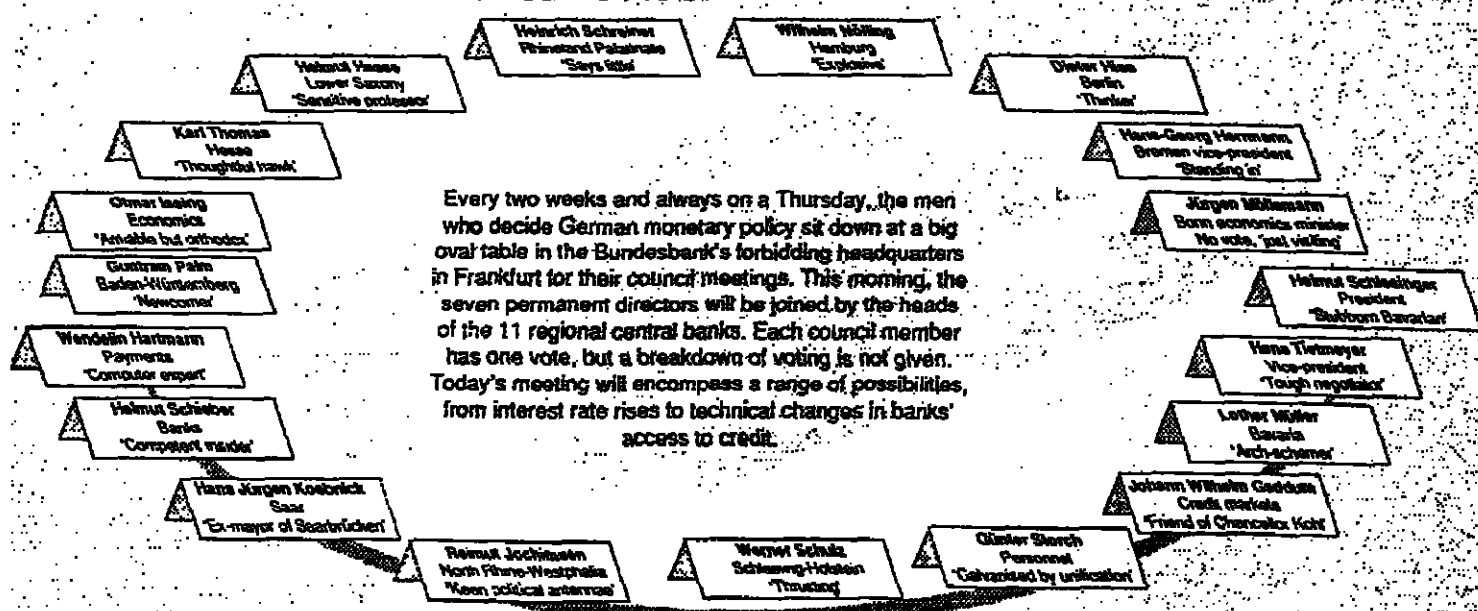 Heinrich Schreiner
Rhineland Palatinate
'Says little'
Wilhelm Nölling
Hamburg
'Explosive'
Helmut Hesse
Lower Saxony
'Sensitive professor'
Dieter Hiss
Berlin
'Thinker'
Karl Thomas
Hesse
'Thoughtful hawk'
Hans-Georg Herrmann
Bremen vice-president
'Standing in'
Otmar Issing
Economics
'Amiable but orthodox'
Jürgen Möllemann
Bonn economics minister
No vote, 'just visiting'
Guntram Palm
Baden-Württemberg
'Newcomer'
Helmut Schlesinger
President
'Stubborn Bavarian'
Wendelin Hartmann
Payments
'Computer expert'
Hans Tietmeyer
Vice-president
'Tough negotiator'
Helmut Schieber
Banks
'Competent insider'
Lothar Müller
Bavaria
'Arch-schemer'
Hans Jürgen Koebnick
Saar
'Ex-mayor of Saarbrücken'
Johann Wilhelm Gaddum
Credit markets
'Friend of Chancellor Kohl'
Reimut Jochimsen
North Rhine-Westphalia
'Keen political antennae'
Werner Schulz
Schleswig-Holstein
'Thrusting'
Günter Storch
Personnel
'Galvanised by unification'
Every two weeks and always on a Thursday, the men
who decide German monetary policy sit down at a big
oval table in the Bundesbank's forbidding headquarters
in Frankfurt for their council meetings. This morning, the
seven permanent directors will be joined by the heads
of the 11 regional central banks. Each council member
has one vote, but a breakdown of voting is not given.
Today's meeting will encompass a range of possibilities,
from interest rate rises to technical changes in banks'
access to credit.